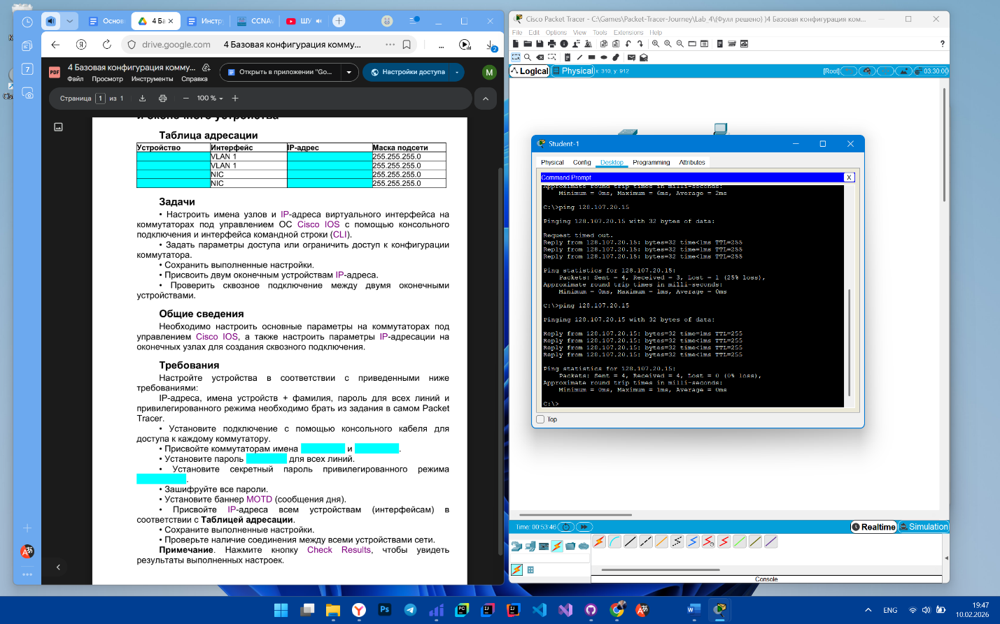 Основ
4 Ба
Инстр
CCNA
ШУ
drive.google.com
4 Базовая конфигурация комму...
4 Базовая конфигурация комму...
Файл Просмотр Инструменты Справка
Открыть в приложении "Go...
Настройки доступа
M
Страница 1 из 1
100 %
Таблица адресации
Устройство Интерфейс IP-адрес Маска подсети
VLAN 1 255.255.255.0
VLAN 1 255.255.255.0
NIC 255.255.255.0
NIC 255.255.255.0
Задачи
• Настроить имена узлов и IP-адреса виртуального интерфейса на
коммутаторах под управлением ОС Cisco IOS с помощью консольного
подключения и интерфейса командной строки (CLI).
• Задать параметры доступа или ограничить доступ к конфигурации
коммутатора.
• Сохранить выполненные настройки.
• Присвоить двум оконечным устройствам IP-адреса.
• Проверить сквозное подключение между двумя оконечными
устройствами.
Общие сведения
Необходимо настроить основные параметры на коммутаторах под
управлением Cisco IOS, а также настроить параметры IP-адресации на
оконечных узлах для создания сквозного подключения.
Требования
Настройте устройства в соответствии с приведенными ниже
требованиями:
IP-адреса, имена устройств + фамилия, пароль для всех линий и
привилегированного режима необходимо брать из задания в самом Packet
Tracer.
• Установите подключение с помощью консольного кабеля для
доступа к каждому коммутатору.
• Присвойте коммутаторам имена и .
• Установите пароль для всех линий.
• Установите секретный пароль привилегированного режима
.
• Зашифруйте все пароли.
• Установите баннер MOTD (сообщения дня).
• Присвойте IP-адреса всем устройствам (интерфейсам) в
соответствии с Таблицей адресации.
• Сохраните выполненные настройки.
• Проверьте наличие соединения между всеми устройствами сети.
Примечание. Нажмите кнопку Check Results, чтобы увидеть
результаты выполненных настроек.
Cisco Packet Tracer - C:\Games\Packet-Tracer-Journey\Lab_4\(Фулл решено) )4 Базовая конфигурация ком...
File Edit Options View Tools Extensions Help
Logical Physical x: 310, y: 912
[Root] 03:30:00
Student-1
Physical Config Desktop Programming Attributes
Command Prompt X
Approximate round trip times in milli-seconds:
Minimum = 0ms, Maximum = 6ms, Average = 2ms
C:\>ping 128.107.20.15
Pinging 128.107.20.15 with 32 bytes of data:
Request timed out.
Reply from 128.107.20.15: bytes=32 time<1ms TTL=255
Reply from 128.107.20.15: bytes=32 time=1ms TTL=255
Reply from 128.107.20.15: bytes=32 time<1ms TTL=255
Ping statistics for 128.107.20.15:
Packets: Sent = 4, Received = 3, Lost = 1 (25% loss),
Approximate round trip times in milli-seconds:
Minimum = 0ms, Maximum = 1ms, Average = 0ms
C:\>ping 128.107.20.15
Pinging 128.107.20.15 with 32 bytes of data:
Reply from 128.107.20.15: bytes=32 time=1ms TTL=255
Reply from 128.107.20.15: bytes=32 time<1ms TTL=255
Reply from 128.107.20.15: bytes=32 time<1ms TTL=255
Reply from 128.107.20.15: bytes=32 time<1ms TTL=255
Ping statistics for 128.107.20.15:
Packets: Sent = 4, Received = 4, Lost = 0 (0% loss),
Approximate round trip times in milli-seconds:
Minimum = 0ms, Maximum = 1ms, Average = 0ms
C:\>
Top
Time: 00:53:46
Realtime Simulation
Console
ENG
19:47
10.02.2026